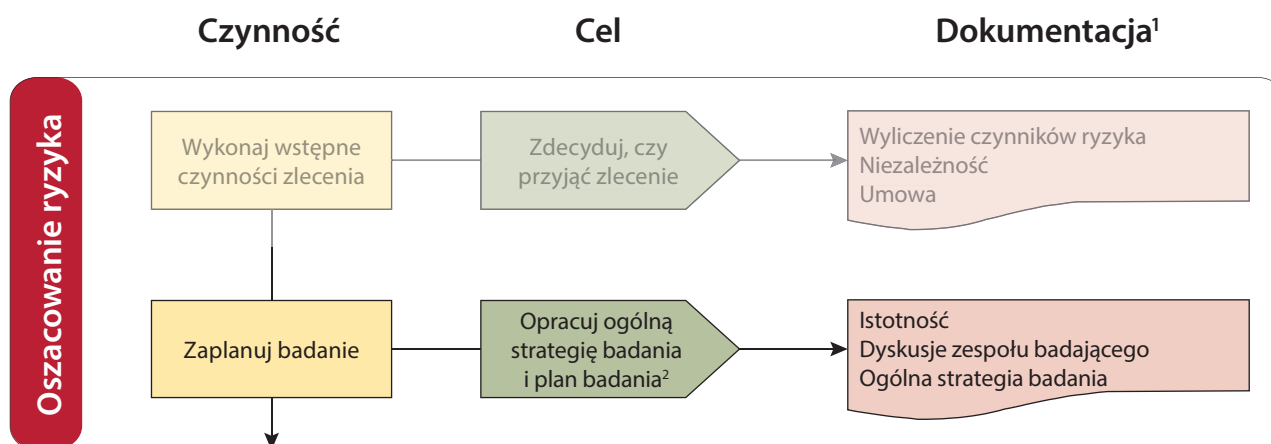 Czynność
Cel
Dokumentacja¹
Oszacowanie ryzyka
Wykonaj wstępne
czynności zlecenia
Zdecyduj, czy
przyjąć zlecenie
Wyliczenie czynników ryzyka
Niezależność
Umowa
Zaplanuj badanie
Opracuj ogólną
strategię badania
i plan badania²
Istotność
Dyskusje zespołu badającego
Ogólna strategia badania